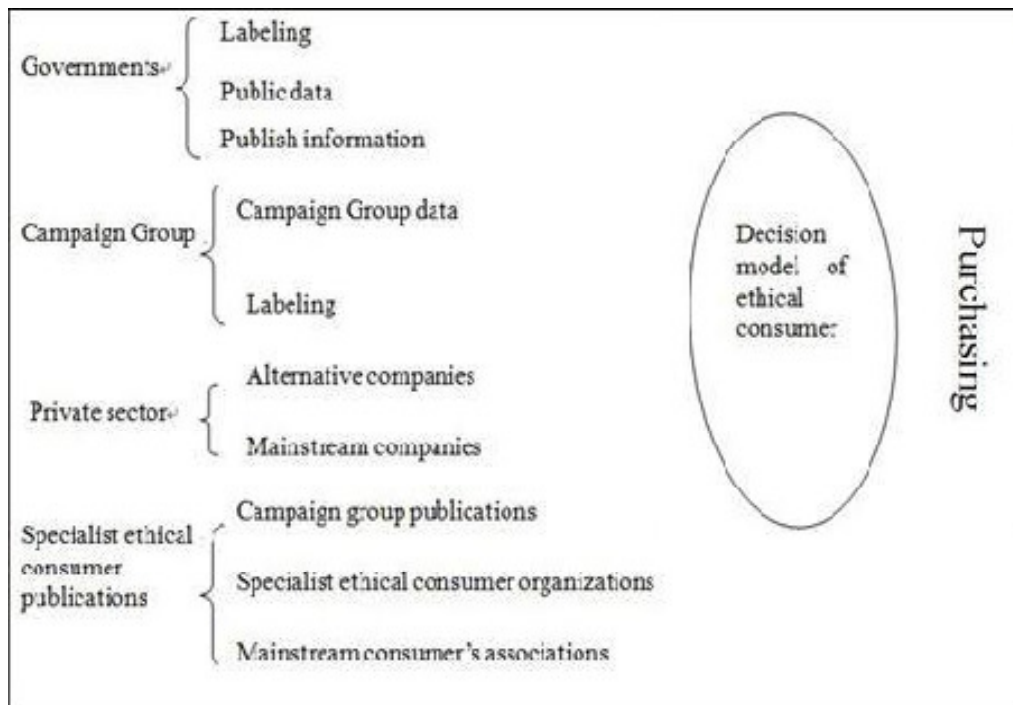 Labeling
Governments
Public data
Publish information
Campaign Group data
Campaign Group
Labeling
Alternative companies
Private sector
Mainstream companies
Campaign group publications
Specialist ethical
consumer
publications
Specialist ethical consumer organizations
Mainstream consumer's associations
Decision
model of
ethical
consumer
Purchasing